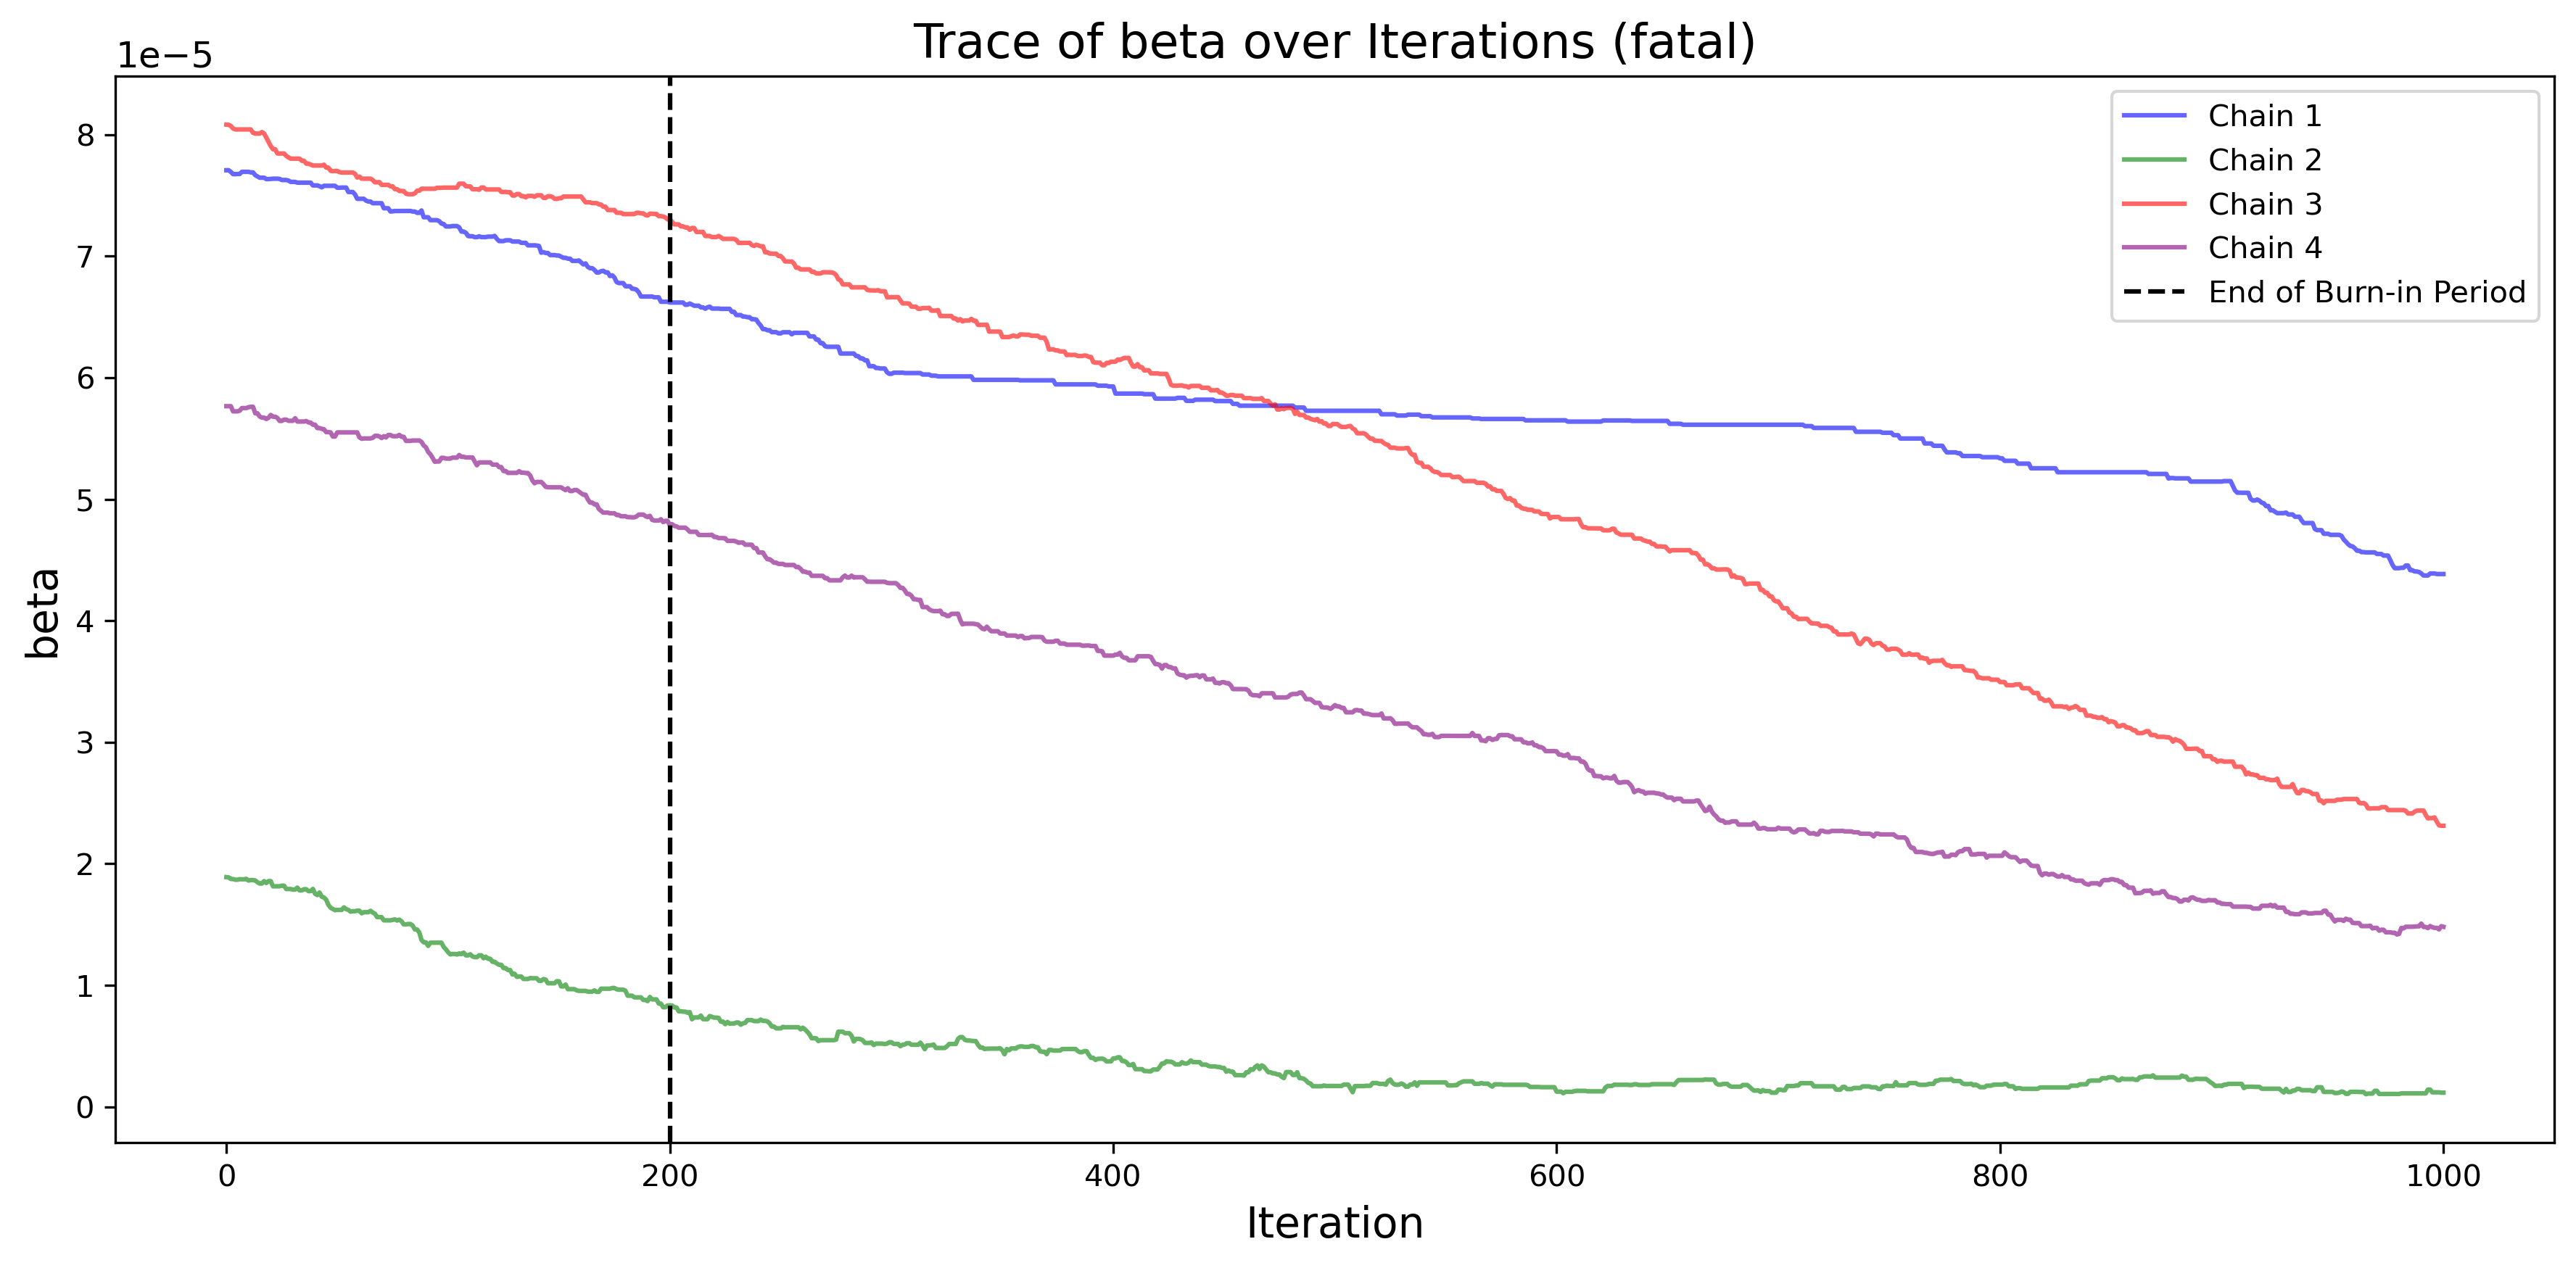 Trace of beta over Iterations (fatal)
1e−5
8
7
6
5
4
3
2
1
0
beta
0 200 400 600 800 1000
Iteration
Chain 1
Chain 2
Chain 3
Chain 4
End of Burn-in Period